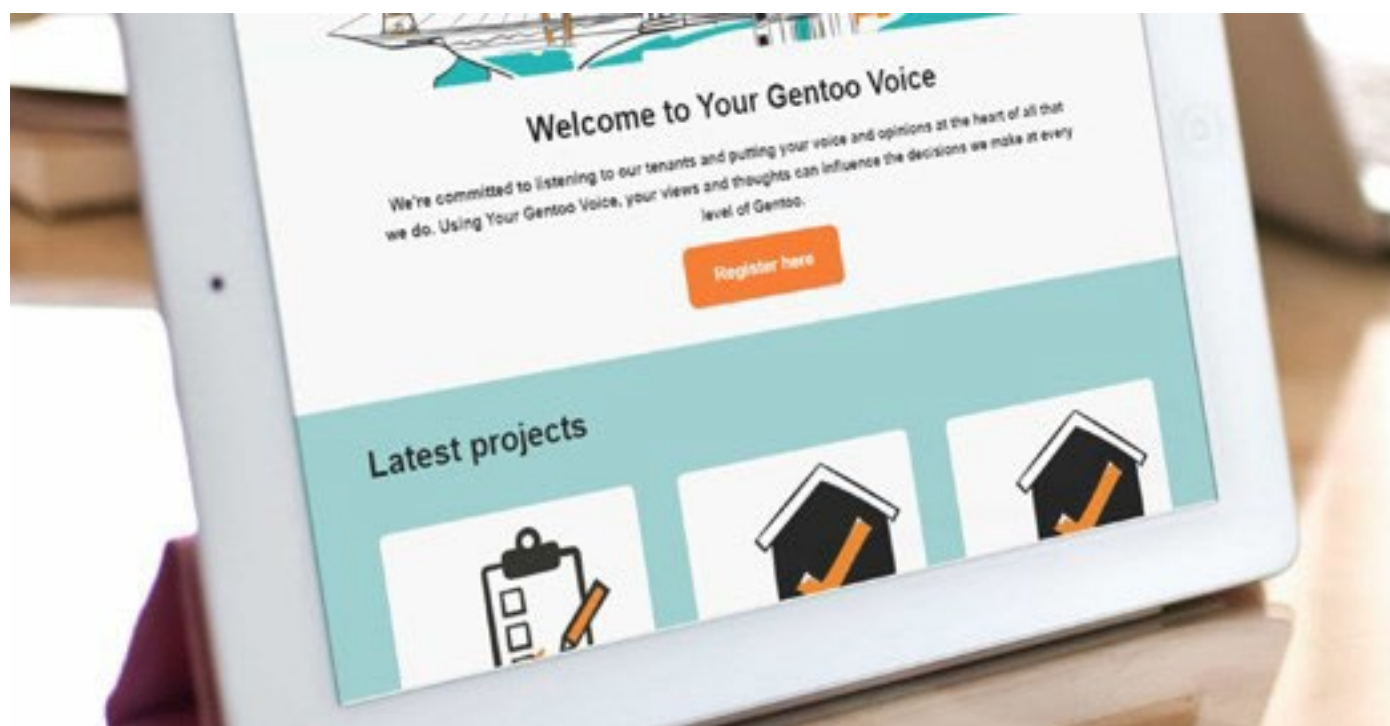 Welcome to Your Gentoo Voice
We're committed to listening to our tenants and putting your voice and opinions at the heart of all that
we do. Using Your Gentoo Voice, your views and thoughts can influence the decisions we make at every
level of Gentoo.
Register here
Latest projects